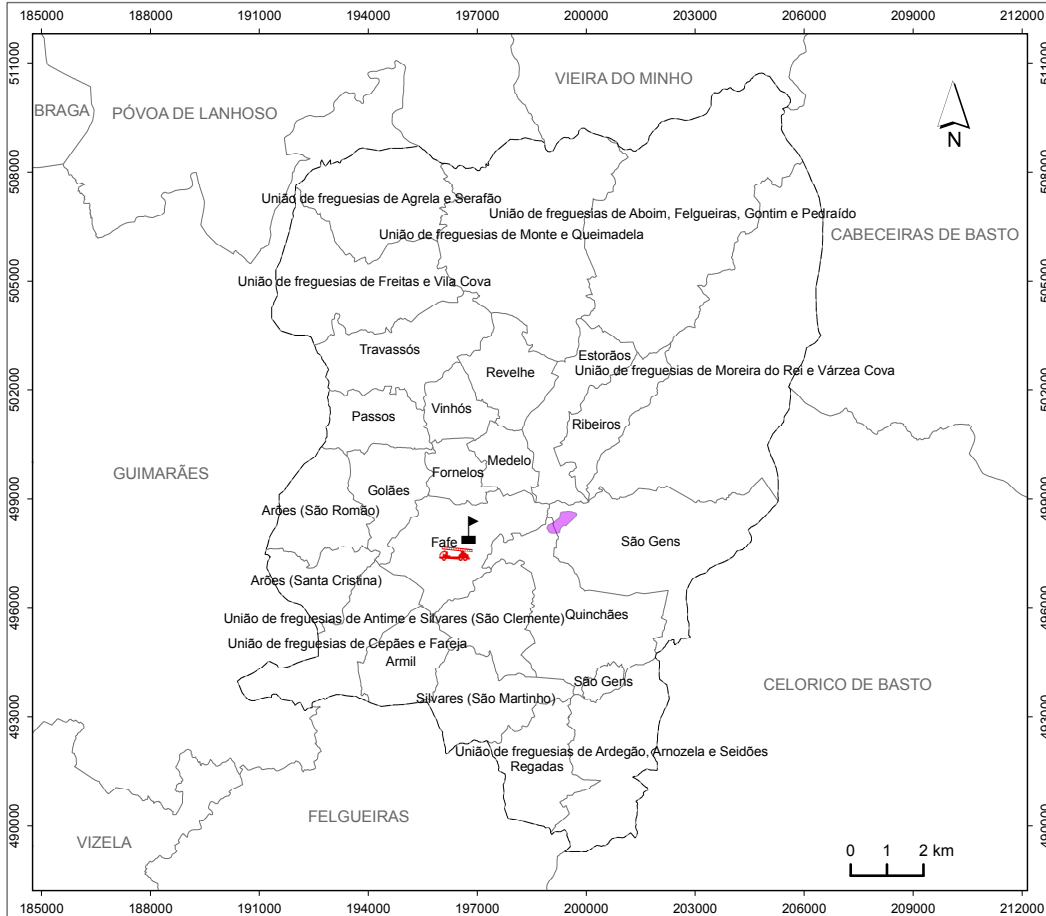 185000 188000 191000 194000 197000 200000 203000 206000 209000 212000
511000 511000
VIEIRA DO MINHO
BRAGA
PÓVOA DE LANHOSO
N
508000 508000
União de freguesias de Agrela e Serafão
União de freguesias de Aboim, Felgueiras, Gontim e Pedraído
União de freguesias de Monte e Queimadela
CABECEIRAS DE BASTO
505000 505000
União de freguesias de Freitas e Vila Cova
Travassós
Estorãos
Revelhe
União de freguesias de Moreira do Rei e Várzea Cova
502000 502000
Vinhós
Passos
Ribeiros
Medelo
GUIMARÃES
Fornelos
Golães
499000 499000
Arões (São Romão)
Fafe
São Gens
Arões (Santa Cristina)
496000 496000
União de freguesias de Antime e Silvares (São Clemente)
Quinchães
União de freguesias de Cepães e Fareja
Armil
São Gens
CELORICO DE BASTO
Silvares (São Martinho)
493000 493000
União de freguesias de Ardegão, Arnozela e Seidões
Regadas
FELGUEIRAS
490000 490000
VIZELA
0 1 2 km
185000 188000 191000 194000 197000 200000 203000 206000 209000 212000